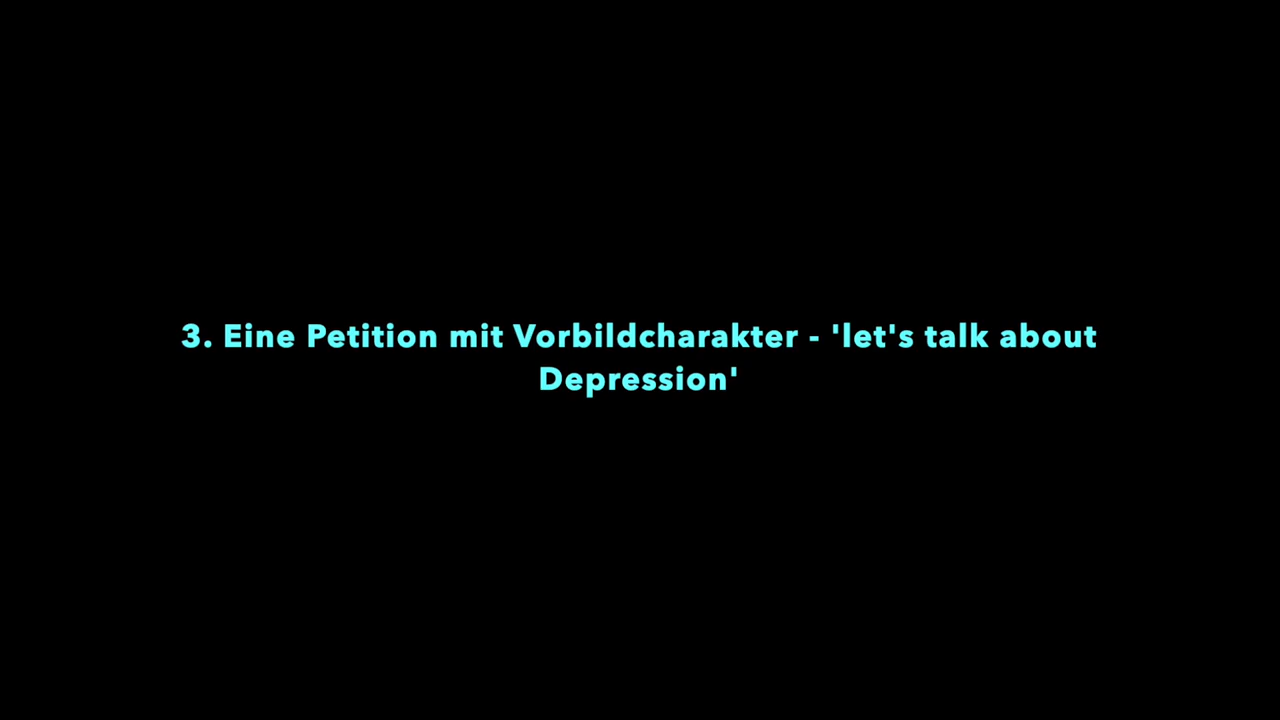 3. Eine Petition mit Vorbildcharakter - 'let's talk about
Depression'